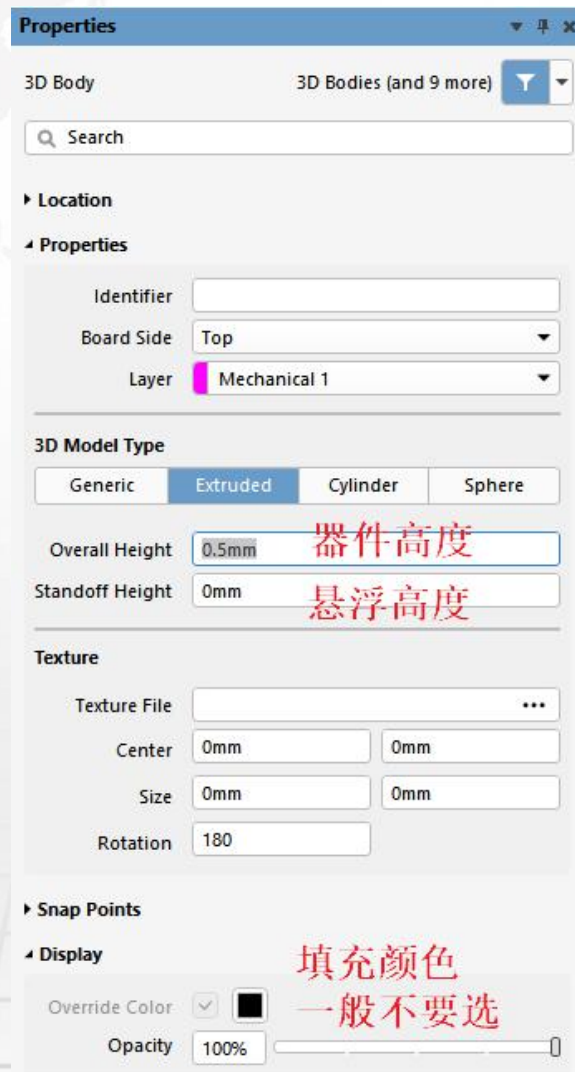 Properties
3D Body 3D Bodies (and 9 more)
Search
Location
Properties
Identifier
Board Side Top
Layer Mechanical 1
3D Model Type
Generic Extruded Cylinder Sphere
Overall Height 0.5mm 器件高度
Standoff Height 0mm 悬浮高度
Texture
Texture File ...
Center 0mm 0mm
Size 0mm 0mm
Rotation 180
Snap Points
Display
填充颜色
Override Color 一般不要选
Opacity 100%